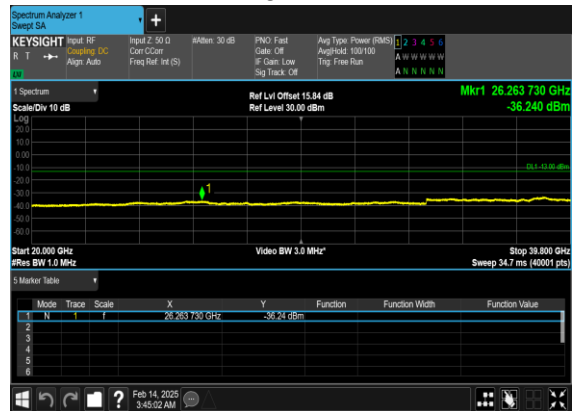 Spectrum Analyzer 1
Swept SA
+
KEYSIGHT Input: RF Input Z: 50 Ω #Atten: 30 dB PNO: Fast Avg Type: Power (RMS) 1 2 3 4 5 6
R T Coupling: DC Corr CCorr Gate: Off Avg|Hold: 100/100 A W W W W W
Align: Auto Freq Ref: Int (S) IF Gain: Low Trig: Free Run
LW Sig Track: Off A N N N N N
1 Spectrum Ref Lvl Offset 15.84 dB Mkr1 26.263 730 GHz
Scale/Div 10 dB Ref Level 30.00 dBm -36.240 dBm
Log
20.0
10.0
0.00
-10.0 DL1 -13.00 dBm
-20.0
-30.0 1
-40.0
-50.0
-60.0
Start 20.000 GHz Video BW 3.0 MHz* Stop 39.800 GHz
#Res BW 1.0 MHz Sweep 34.7 ms (40001 pts)
5 Marker Table
Mode Trace Scale X Y Function Function Width Function Value
1 N 1 f 26.263 730 GHz -36.24 dBm
2
3
4
5
6
? Feb 14, 2025
3:45:02 AM